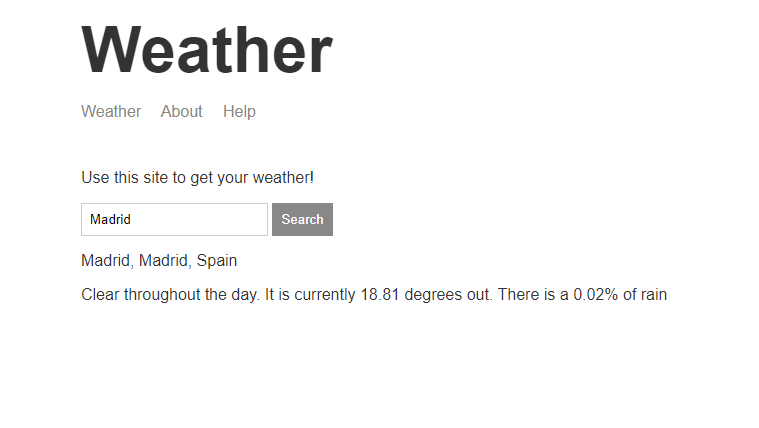 Weather
Weather About Help
Use this site to get your weather!
Madrid Search
Madrid, Madrid, Spain
Clear throughout the day. It is currently 18.81 degrees out. There is a 0.02% of rain